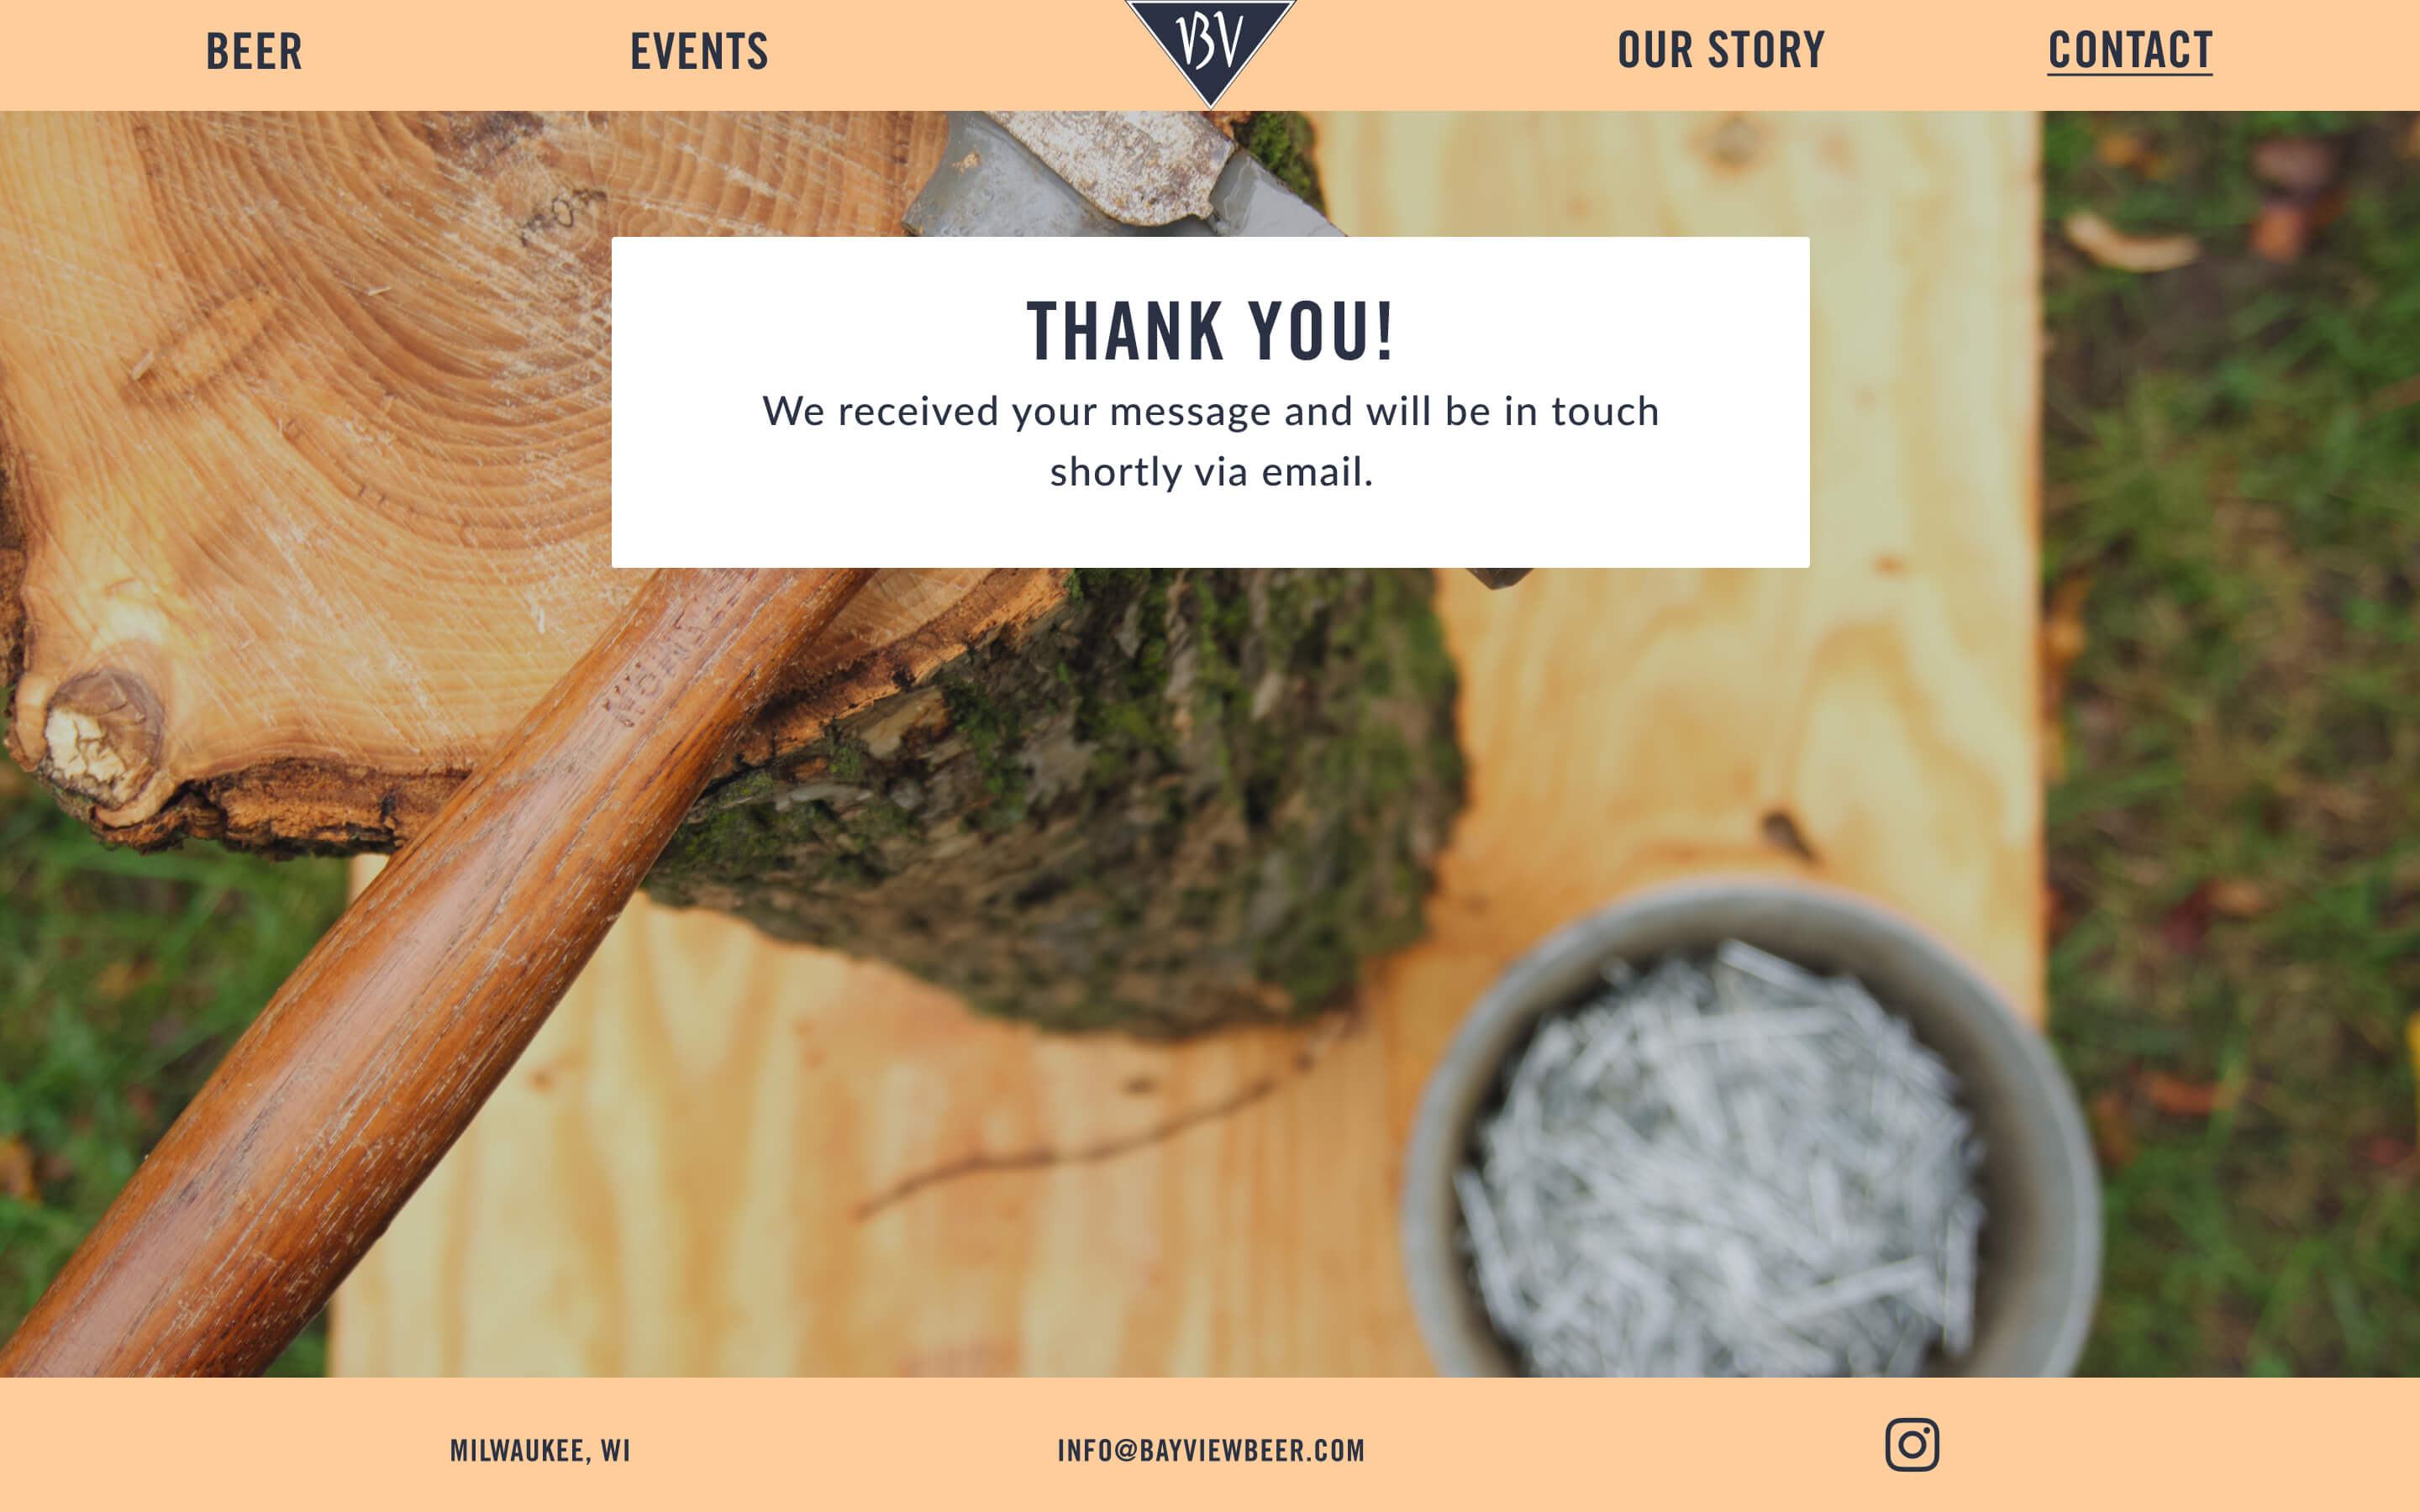 BEER
EVENTS
BV
OUR STORY
CONTACT
THANK YOU!
We received your message and will be in touch
shortly via email.
MILWAUKEE, WI
INFO@BAYVIEWBEER.COM